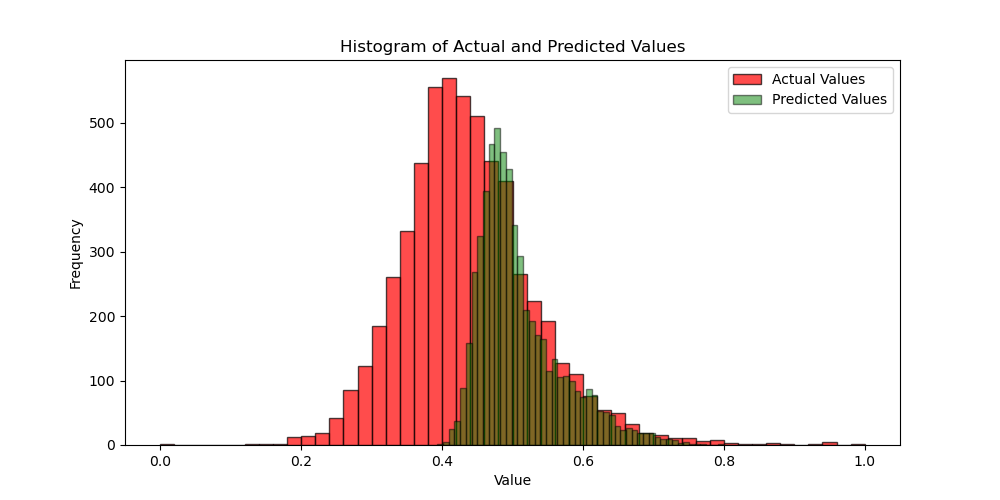 Histogram of Actual and Predicted Values
Actual Values
Predicted Values
Frequency
500
400
300
200
100
0
0.0 0.2 0.4 0.6 0.8 1.0
Value